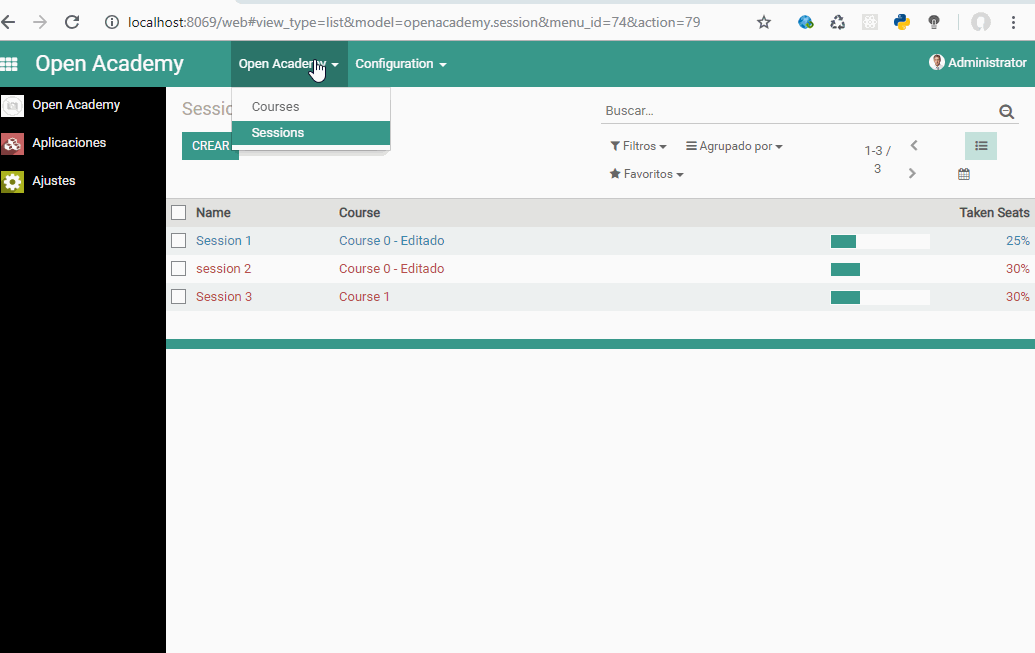 localhost:8069/web#view_type=list&model=openacademy.session&menu_id=74&action=79
Open Academy
Open Academy
Configuration
Administrator
Open Academy
Aplicaciones
Ajustes
Courses
Sessions
CREAR
Buscar...
Filtros
Agrupado por
Favoritos
1-3 /
3
Name Course Taken Seats
Session 1 Course 0 - Editado 25%
session 2 Course 0 - Editado 30%
Session 3 Course 1 30%